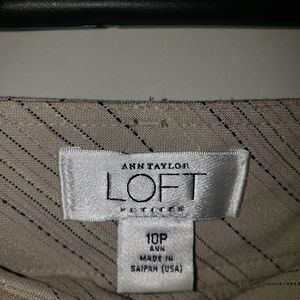 ANN TAYLOR
LOFT
PETITES
10P
ANN
MADE IN
SAIPAN (USA)